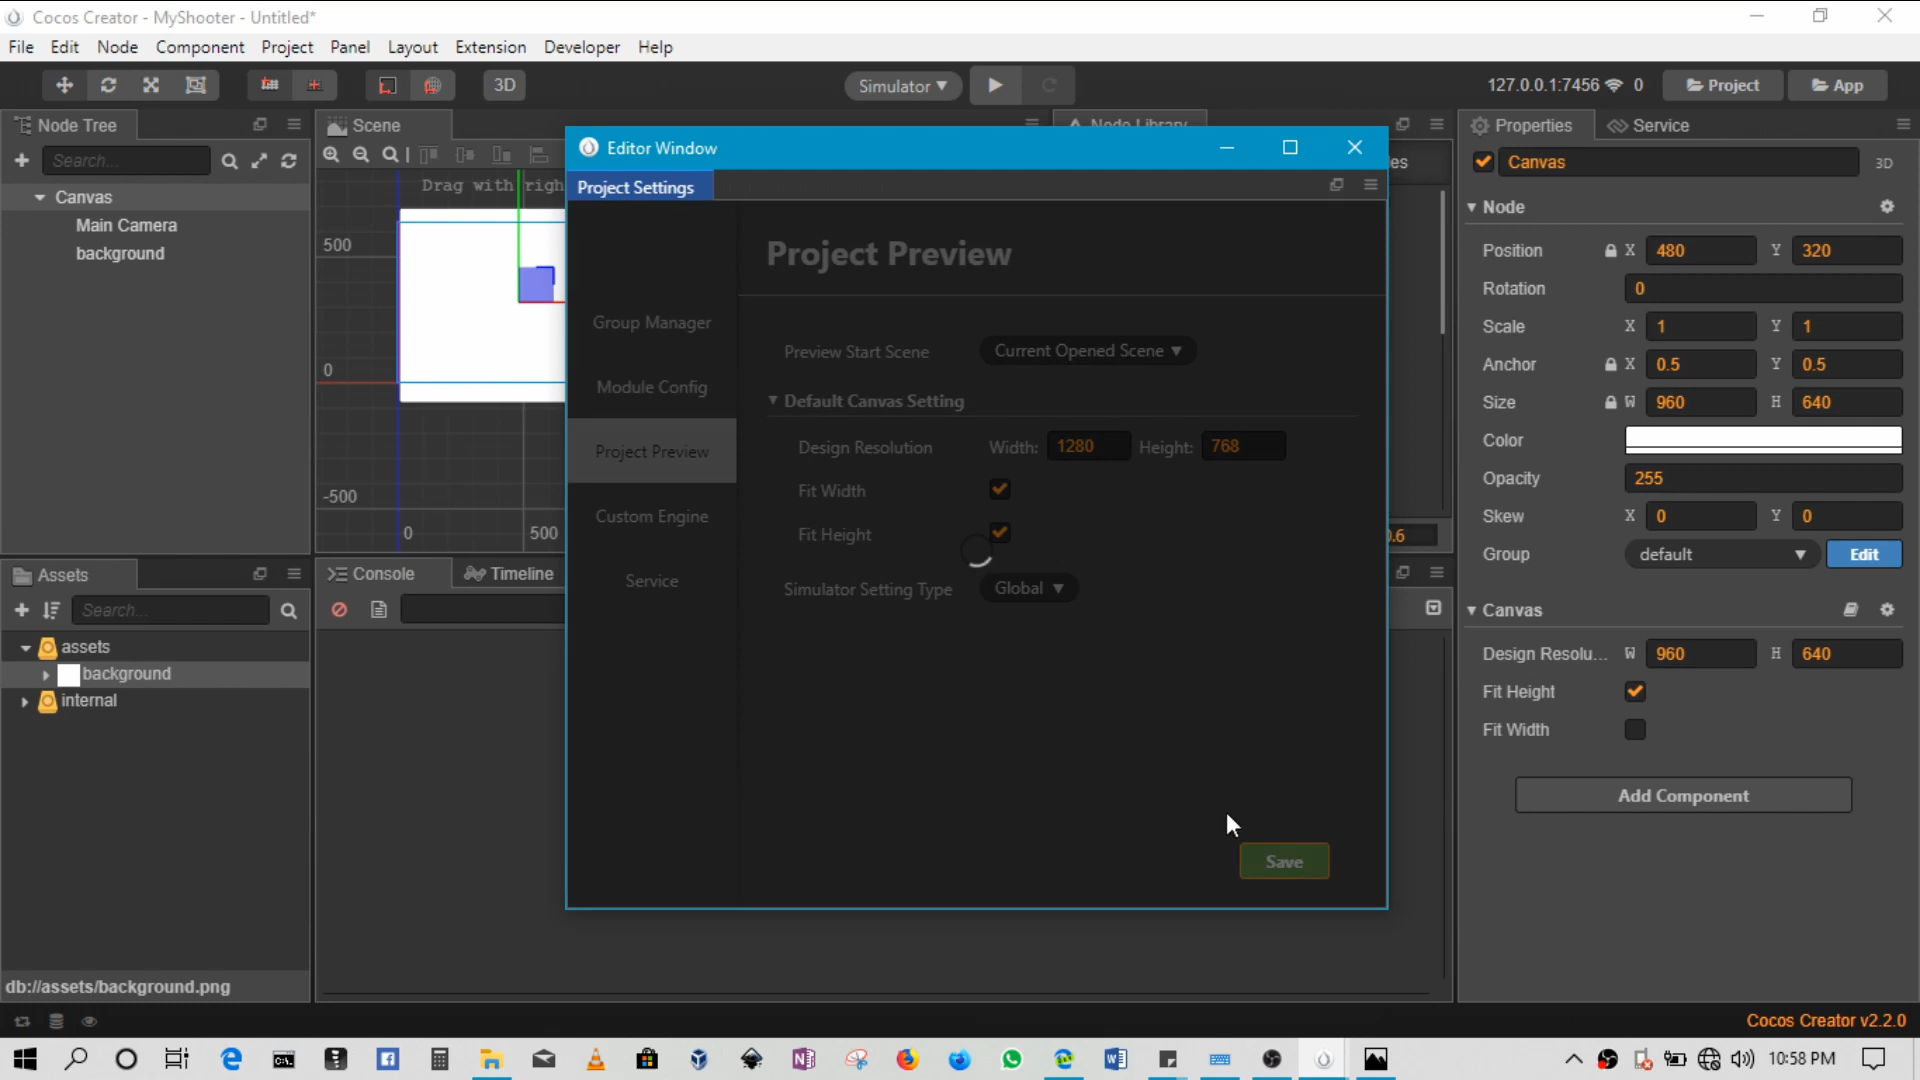 Cocos Creator - MyShooter - Untitled*
File Edit Node Component Project Panel Layout Extension Developer Help
3D Simulator 127.0.0.1:7456 0 Project App
Node Tree
Search...
Canvas
Main Camera
background
Scene
Drag with righ
500
0
-500
0
500
Node Library
es
0.6
Assets
Search...
assets
background
internal
db://assets/background.png
Console Timeline
Editor Window
Project Settings
Group Manager
Module Config
Project Preview
Custom Engine
Service
Project Preview
Preview Start Scene Current Opened Scene
Default Canvas Setting
Design Resolution Width: 1280 Height: 768
Fit Width
Fit Height
Simulator Setting Type Global
Save
Properties Service
Canvas 3D
Node
Position X 480 Y 320
Rotation 0
Scale X 1 Y 1
Anchor X 0.5 Y 0.5
Size W 960 H 640
Color
Opacity 255
Skew X 0 Y 0
Group default Edit
Canvas
Design Resolu... W 960 H 640
Fit Height
Fit Width
Add Component
Cocos Creator v2.2.0
10:58 PM